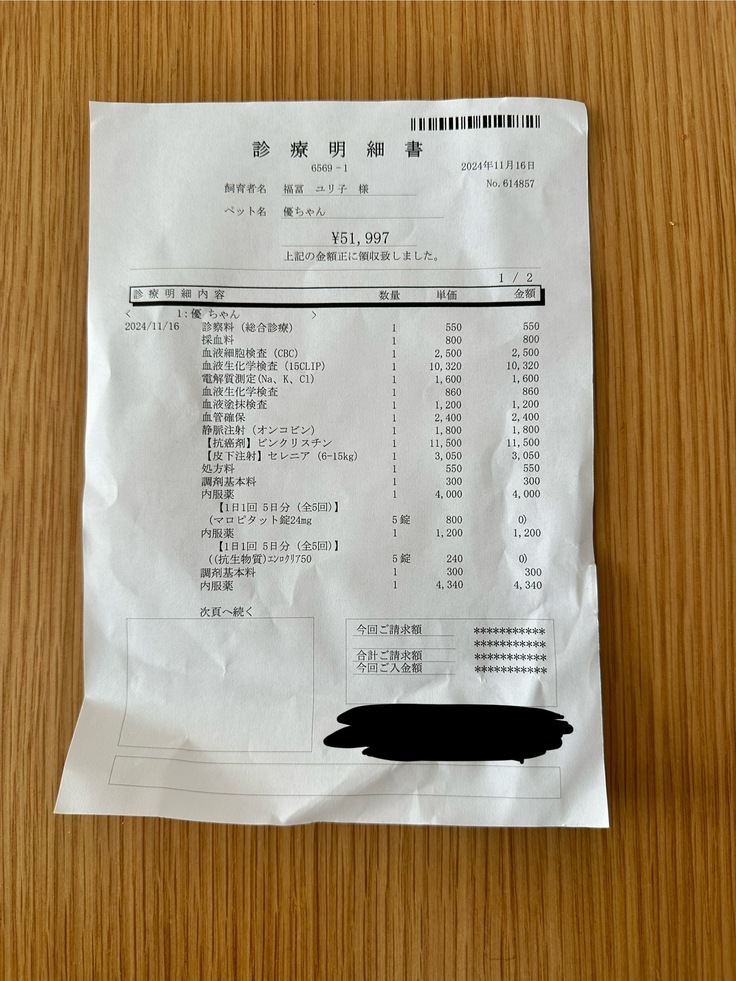 診療明細書
6569-1
2024年11月16日
No.614857
飼育者名 福冨 ユリ子 様
ペット名 優ちゃん
¥51,997
上記の金額正に領収致しました。
1 / 2
診療明細内容 数量 単価 金額
< 1:優 ちゃん >
2024/11/16 診察料(総合診療) 1 550 550
採血料 1 800 800
血液細胞検査(CBC) 1 2,500 2,500
血液生化学検査(15CLIP) 1 10,320 10,320
電解質測定(Na、K、Cl) 1 1,600 1,600
血液生化学検査 1 860 860
血液塗抹検査 1 1,200 1,200
血管確保 1 2,400 2,400
静脈注射(オンコビン) 1 1,800 1,800
【抗癌剤】ビンクリスチン 1 11,500 11,500
【皮下注射】セレニア(6-15kg) 1 3,050 3,050
処方料 1 550 550
調剤基本料 1 300 300
内服薬 1 4,000 4,000
【1日1回 5日分(全5回)】
(マロピタット錠24mg 5錠 800 0)
内服薬 1 1,200 1,200
【1日1回 5日分(全5回)】
((抗生物質)ｴﾝﾛｸﾘｱ50 5錠 240 0)
調剤基本料 1 300 300
内服薬 1 4,340 4,340
次頁へ続く
今回ご請求額 ***********
***********
合計ご請求額 ***********
今回ご入金額 ***********